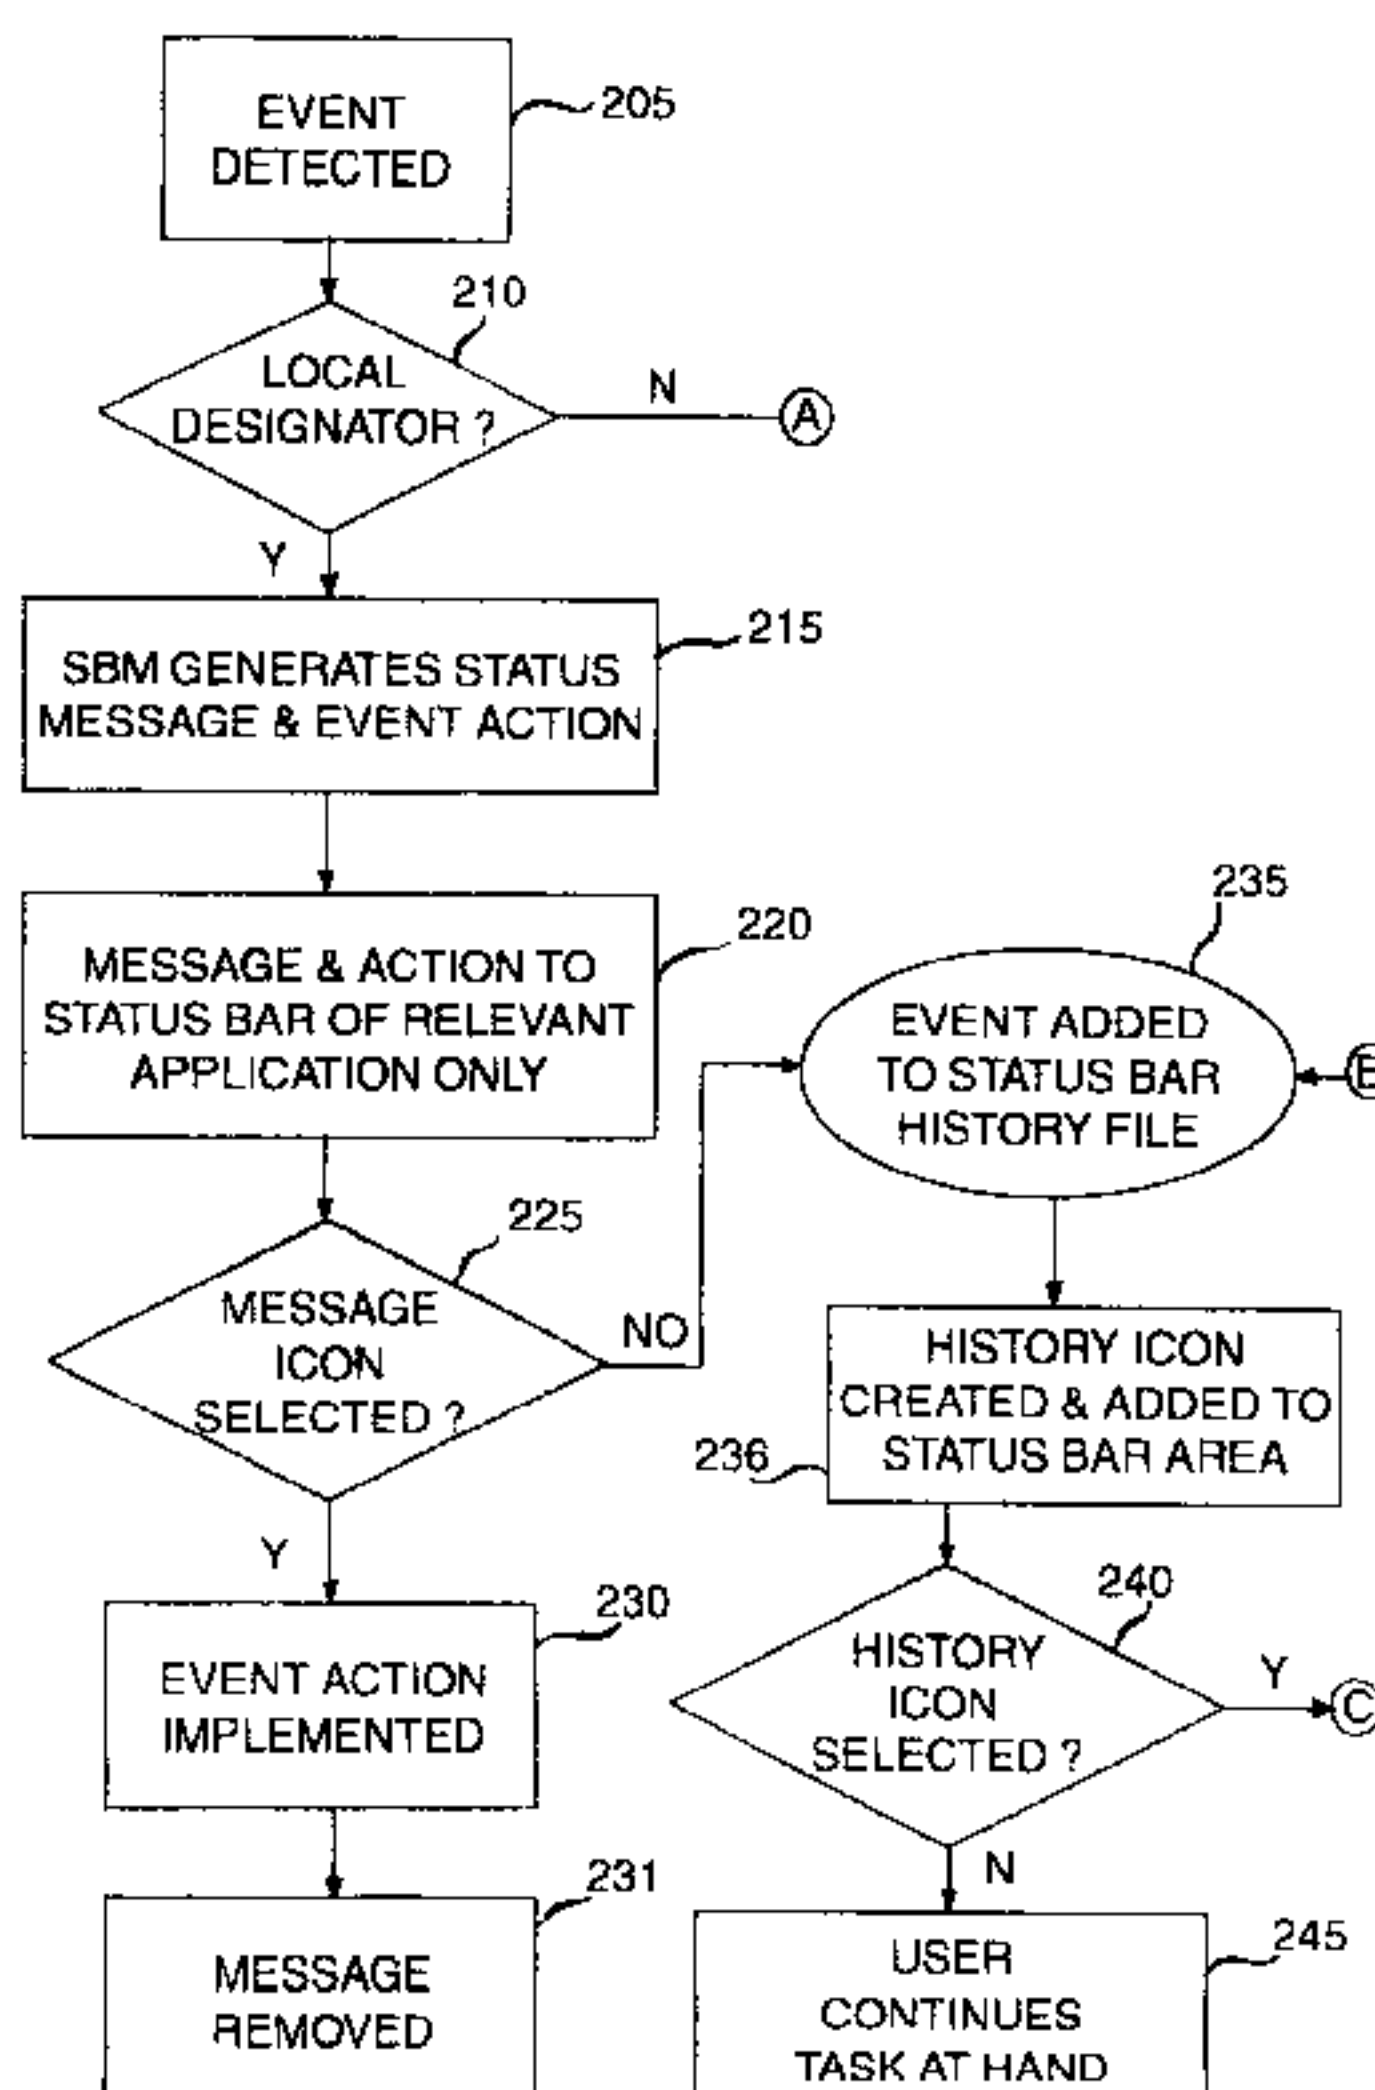 EVENT
DETECTED
205
210
LOCAL
DESIGNATOR ?
N
A
Y
215
SBM GENERATES STATUS
MESSAGE & EVENT ACTION
220
MESSAGE & ACTION TO
STATUS BAR OF RELEVANT
APPLICATION ONLY
235
EVENT ADDED
TO STATUS BAR
HISTORY FILE
225
MESSAGE
ICON
SELECTED ?
NO
HISTORY ICON
CREATED & ADDED TO
STATUS BAR AREA
236
Y
230
EVENT ACTION
IMPLEMENTED
240
HISTORY
ICON
SELECTED ?
Y
C
N
231
MESSAGE
REMOVED
245
USER
CONTINUES
TASK AT HAND